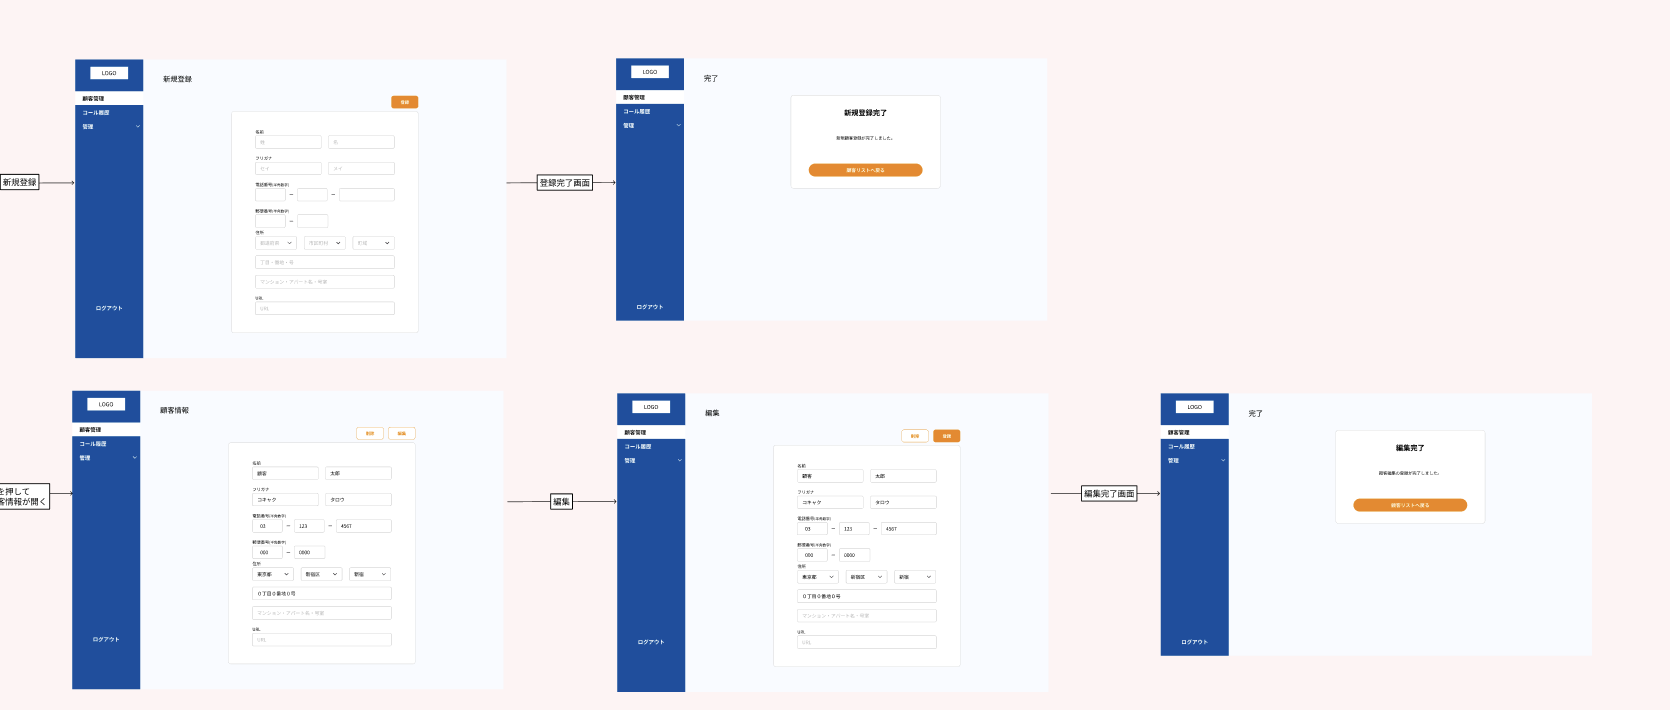 新規登録
LOGO
顧客管理
コール履歴
管理
ログアウト
新規登録
登録
名前
姓
名
フリガナ
セイ
メイ
電話番号(半角数字)
–
–
郵便番号(半角数字)
–
住所
都道府県
市区町村
町域
丁目・番地・号
マンション・アパート名・号室
URL
URL
登録完了画面
LOGO
顧客管理
コール履歴
管理
ログアウト
完了
新規登録完了
新規顧客登録が完了しました。
顧客リストへ戻る
を押して
客情報が開く
LOGO
顧客管理
コール履歴
管理
ログアウト
顧客情報
削除
編集
名前
顧客
太郎
フリガナ
コキャク
タロウ
電話番号(半角数字)
03 – 123 – 4567
郵便番号(半角数字)
000 – 0000
住所
東京都
新宿区
新宿
0丁目0番地0号
マンション・アパート名・号室
URL
URL
編集
LOGO
顧客管理
コール履歴
管理
ログアウト
編集
削除
登録
名前
顧客
太郎
フリガナ
コキャク
タロウ
電話番号(半角数字)
03 – 123 – 4567
郵便番号(半角数字)
000 – 0000
住所
東京都
新宿区
新宿
0丁目0番地0号
マンション・アパート名・号室
URL
URL
編集完了画面
LOGO
顧客管理
コール履歴
管理
ログアウト
完了
編集完了
顧客編集の登録が完了しました。
顧客リストへ戻る